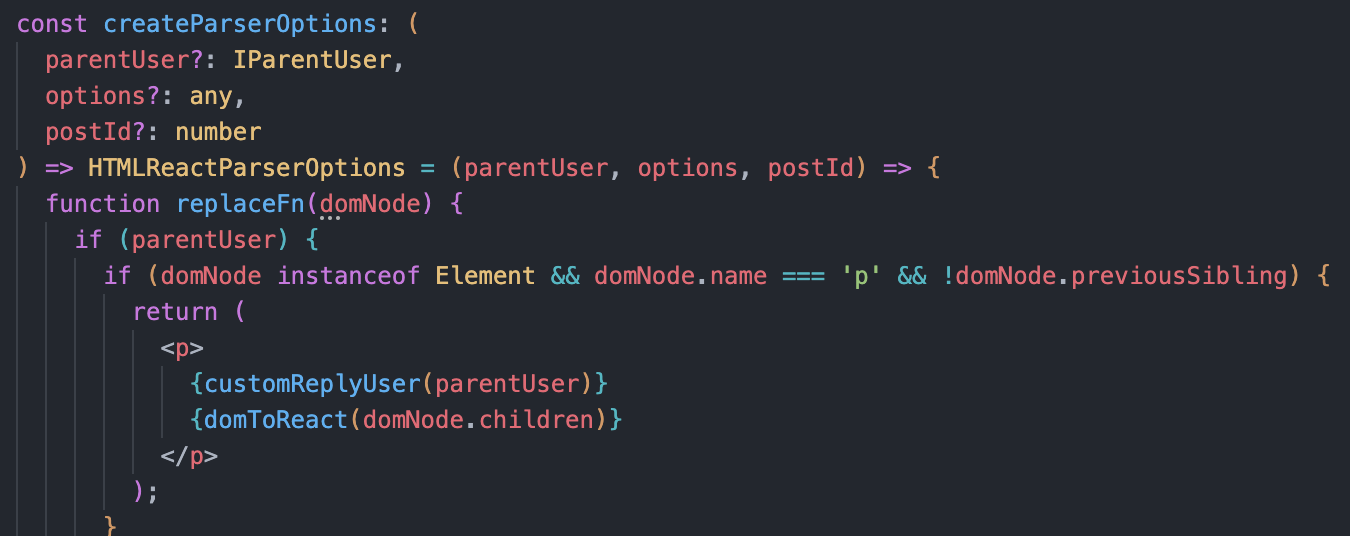 const createParserOptions: (
  parentUser?: IParentUser,
  options?: any,
  postId?: number
) => HTMLReactParserOptions = (parentUser, options, postId) => {
  function replaceFn(domNode) {
    if (parentUser) {
      if (domNode instanceof Element && domNode.name === 'p' && !domNode.previousSibling) {
        return (
          <p>
            {customReplyUser(parentUser)}
            {domToReact(domNode.children)}
          </p>
        );
      }